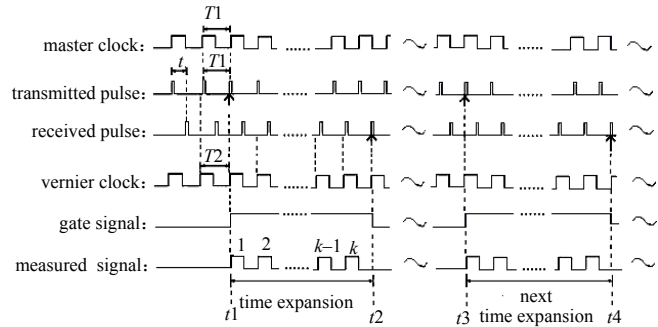 T1
master clock:
t
T1
transmitted pulse:
received pulse:
T2
vernier clock:
gate signal:
1 2 k–1 k
measured signal:
time expansion
next
time expansion
t1 t2 t3 t4